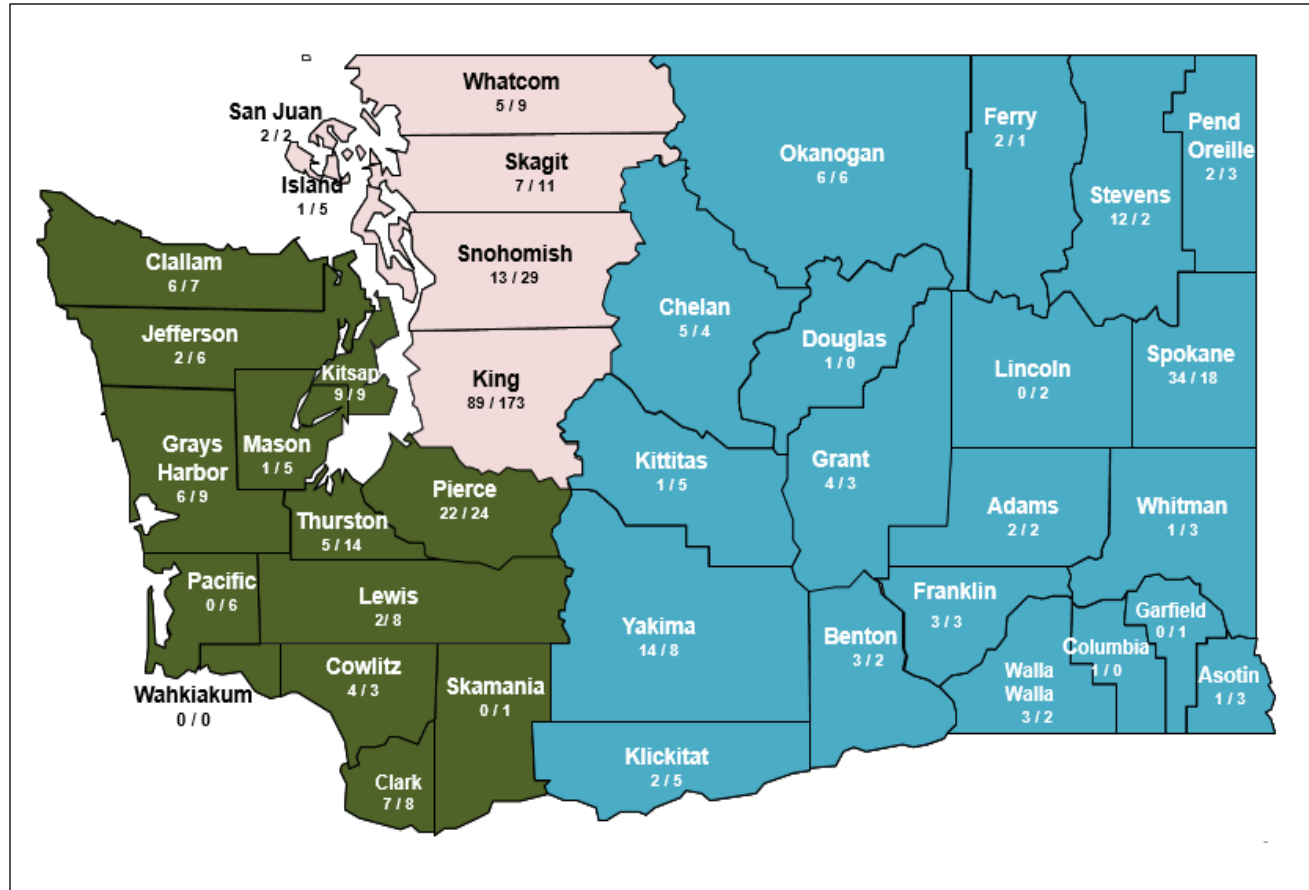 Whatcom
5 / 9
San Juan
2 / 2
Skagit
7 / 11
Island
1 / 5
Snohomish
13 / 29
King
89 / 173
Clallam
6 / 7
Jefferson
2 / 6
Kitsap
9 / 9
Grays
Harbor
6 / 9
Mason
1 / 5
Thurston
5 / 14
Pierce
22 / 24
Pacific
0 / 6
Lewis
2/ 8
Wahkiakum
0 / 0
Cowlitz
4 / 3
Skamania
0 / 1
Clark
7 / 8
Okanogan
6 / 6
Ferry
2 / 1
Stevens
12 / 2
Pend
Oreille
2 / 3
Chelan
5 / 4
Douglas
1 / 0
Lincoln
0 / 2
Spokane
34 / 18
Kittitas
1 / 5
Grant
4 / 3
Adams
2 / 2
Whitman
1 / 3
Yakima
14 / 8
Benton
3 / 2
Franklin
3 / 3
Walla
Walla
3 / 2
Columbia
1 / 0
Garfield
0 / 1
Asotin
1 / 3
Klickitat
2 / 5